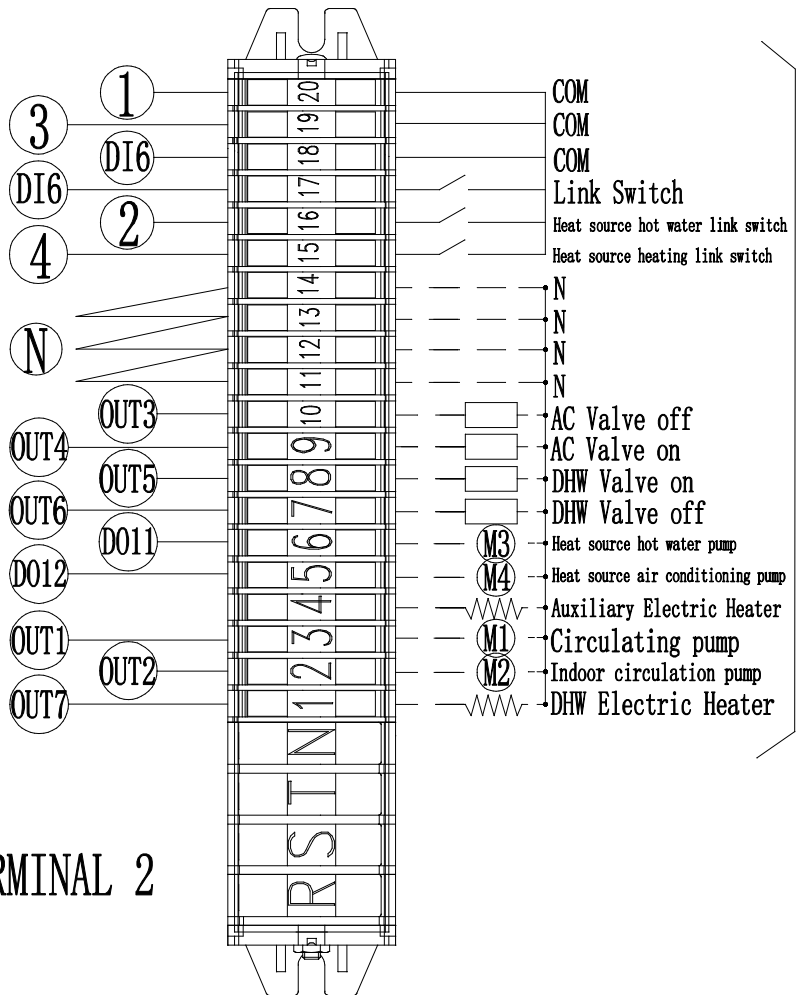 1 20 COM
3 19 COM
DI6 18 COM
DI6 17 Link Switch
2 16 Heat source hot water link switch
4 15 Heat source heating link switch
14 N
13 N
N 12 N
11 N
OUT3 10 AC Valve off
OUT4 9 AC Valve on
OUT5 8 DHW Valve on
OUT6 7 DHW Valve off
DO11 6 M3 Heat source hot water pump
DO12 5 M4 Heat source air conditioning pump
4 Auxiliary Electric Heater
OUT1 3 M1 Circulating pump
OUT2 2 M2 Indoor circulation pump
OUT7 1 DHW Electric Heater
N
T
S
R
RMINAL 2